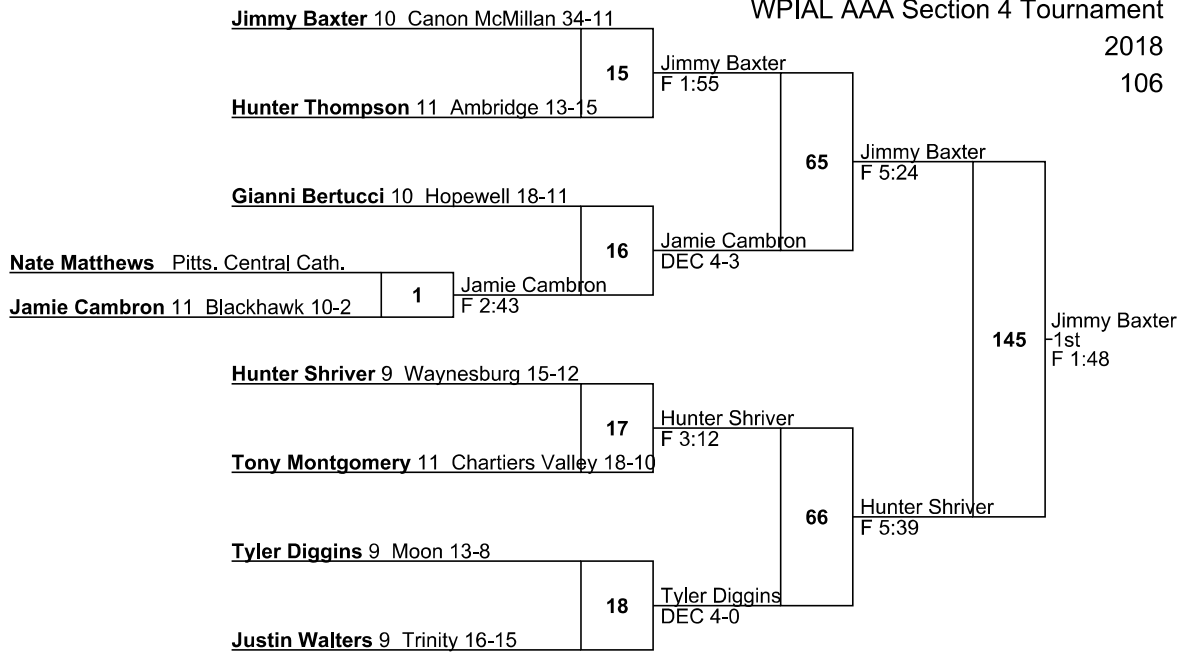 WPIAL AAA Section 4 Tournament
2018
106
Jimmy Baxter 10 Canon McMillan 34-11
15
Jimmy Baxter
F 1:55
Hunter Thompson 11 Ambridge 13-15
65
Jimmy Baxter
F 5:24
Gianni Bertucci 10 Hopewell 18-11
16
Jamie Cambron
DEC 4-3
Nate Matthews Pitts. Central Cath.
1
Jamie Cambron
F 2:43
Jamie Cambron 11 Blackhawk 10-2
145
Jimmy Baxter
1st
F 1:48
Hunter Shriver 9 Waynesburg 15-12
17
Hunter Shriver
F 3:12
Tony Montgomery 11 Chartiers Valley 18-10
66
Hunter Shriver
F 5:39
Tyler Diggins 9 Moon 13-8
18
Tyler Diggins
DEC 4-0
Justin Walters 9 Trinity 16-15